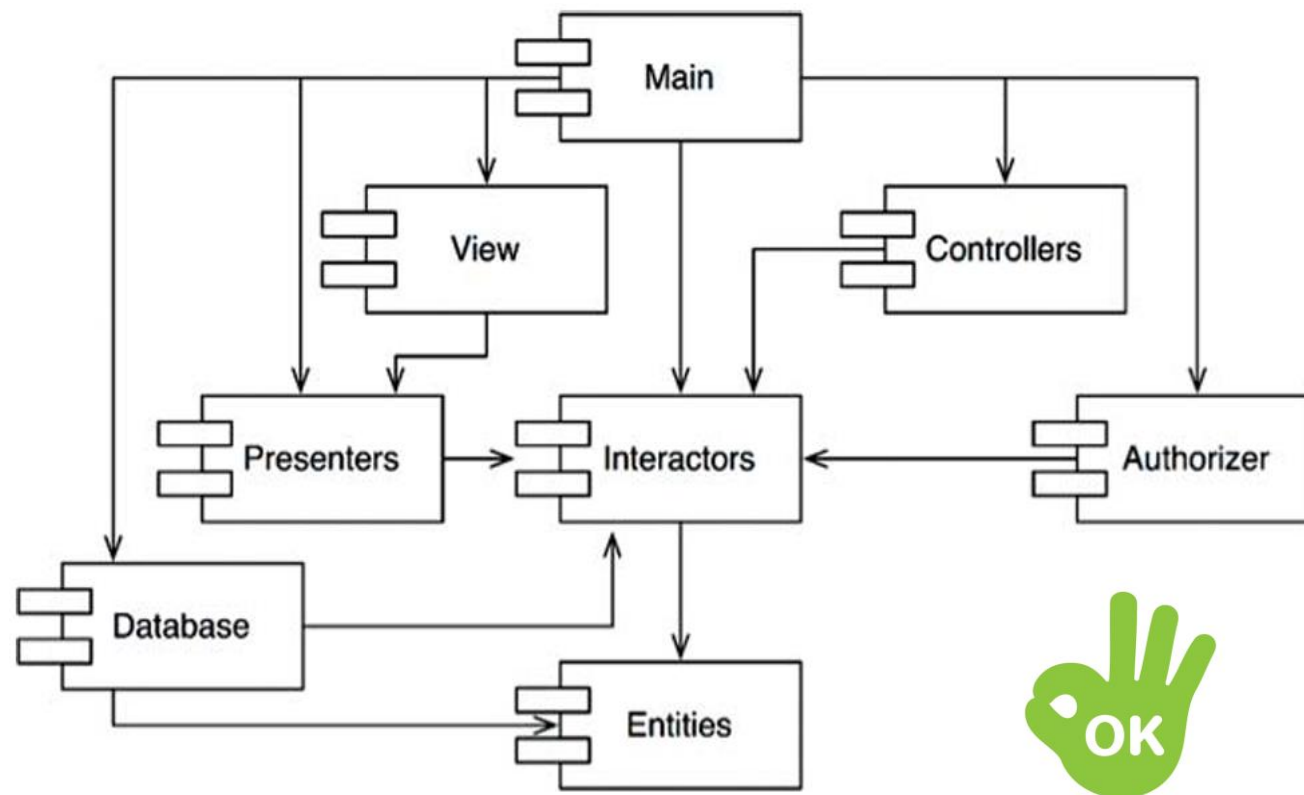 Main
View
Controllers
Presenters
Interactors
Authorizer
Database
Entities
OK